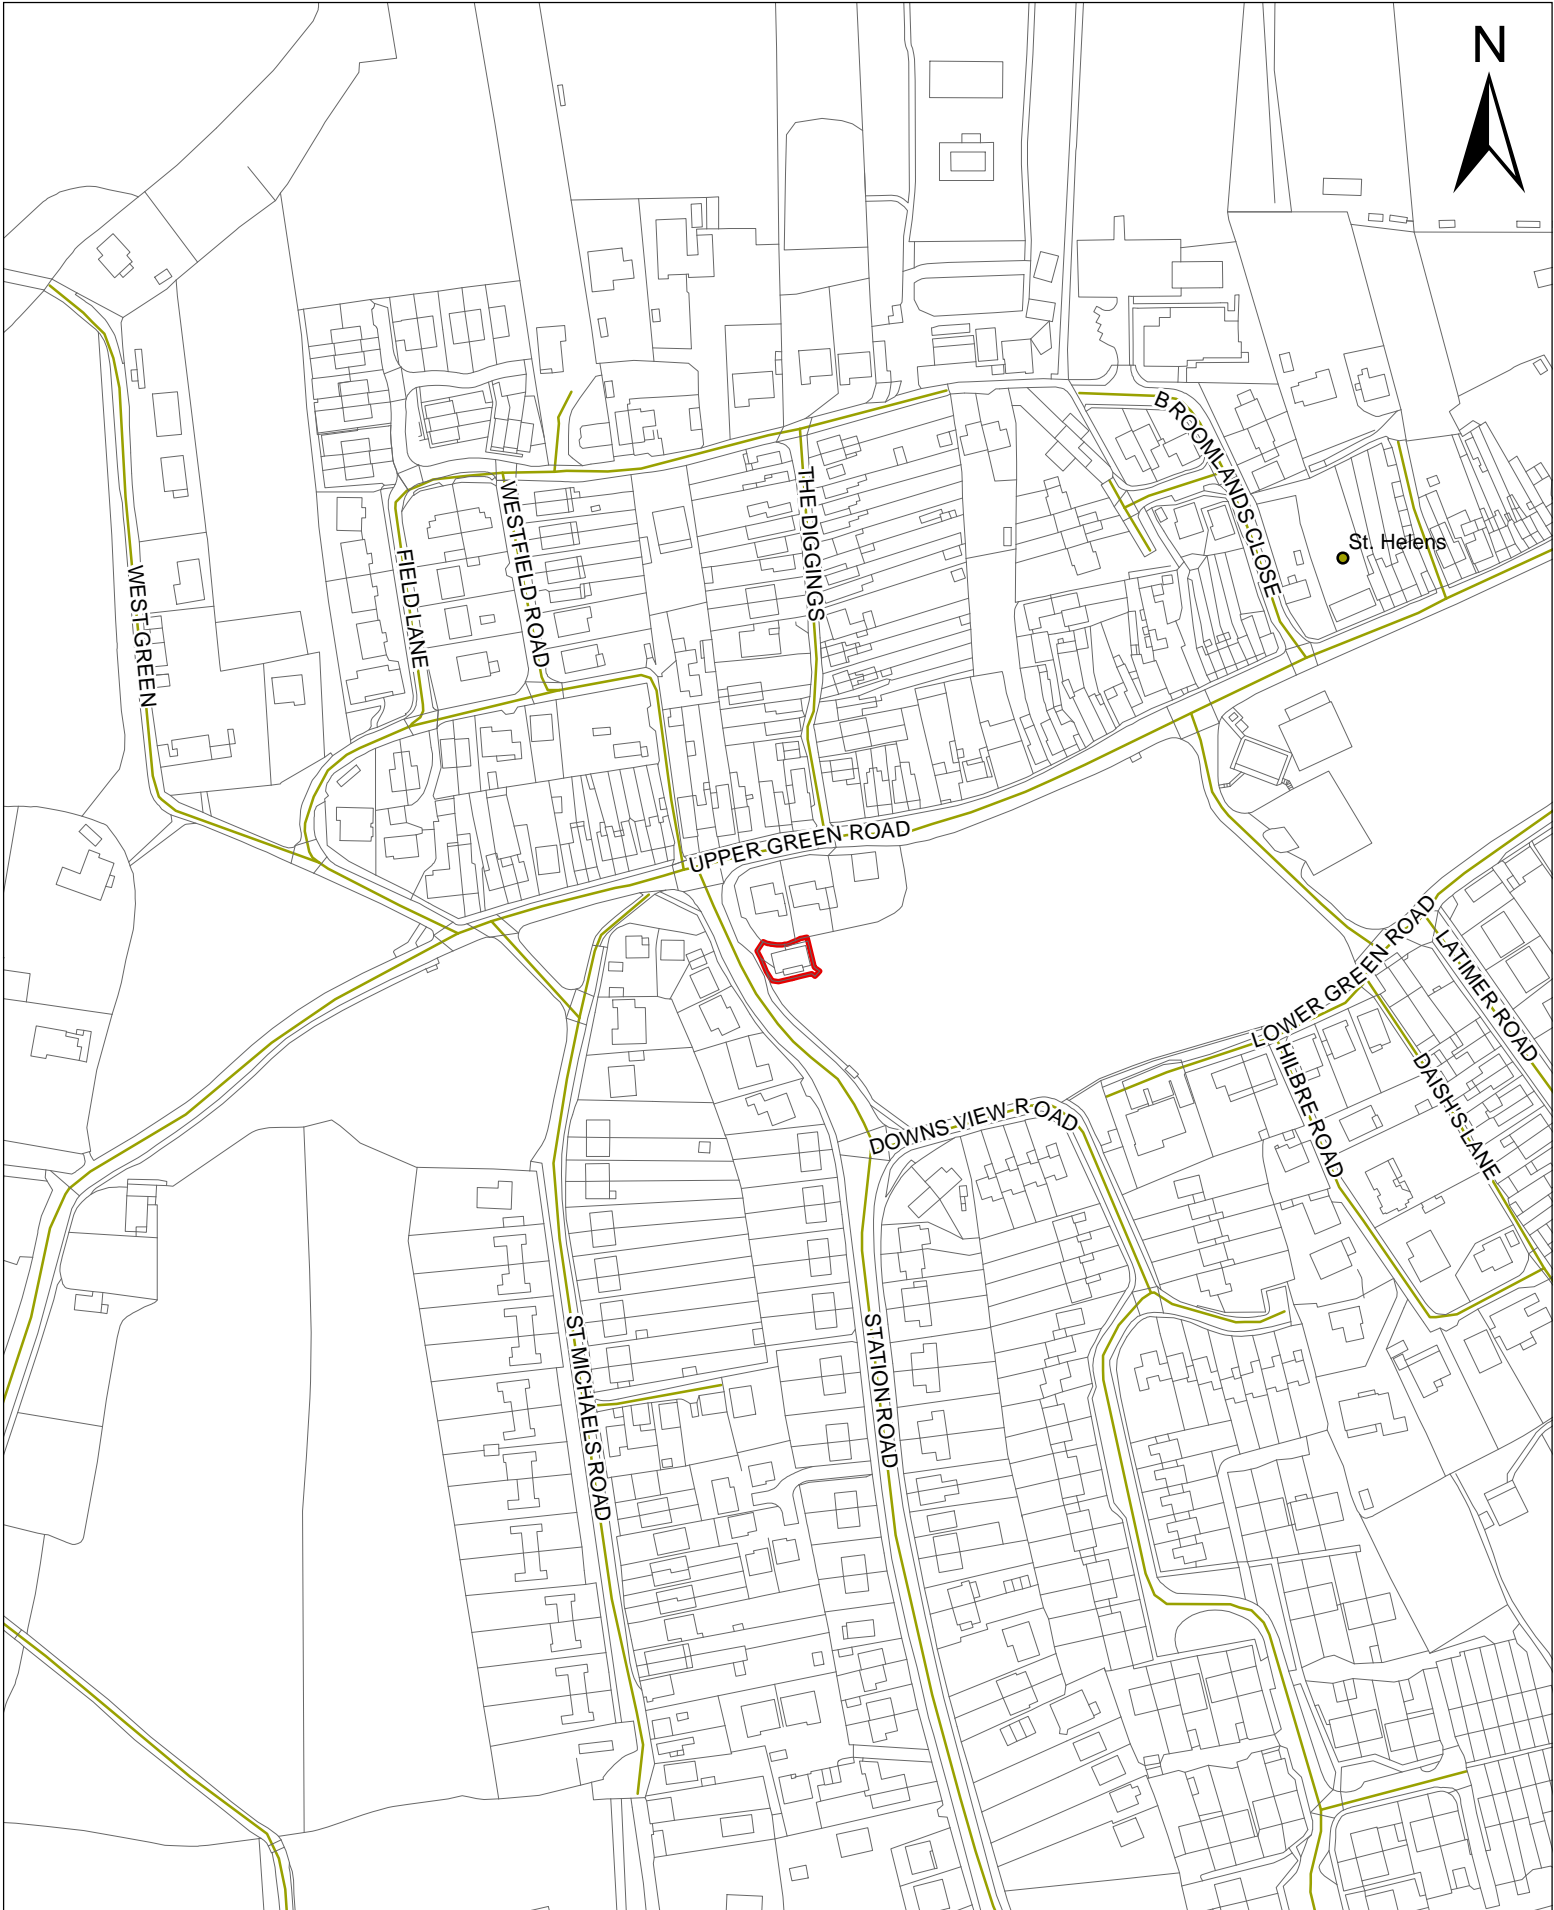 N
BROOMLANDS CLOSE
THE DIGGINGS
WESTFIELD ROAD
St. Helens
FIELD LANE
WEST GREEN
UPPER GREEN ROAD
LOWER GREEN ROAD
LATIMER ROAD
HILBRE ROAD
DAISH'S LANE
DOWNS VIEW ROAD
ST MICHAELS ROAD
STATION ROAD